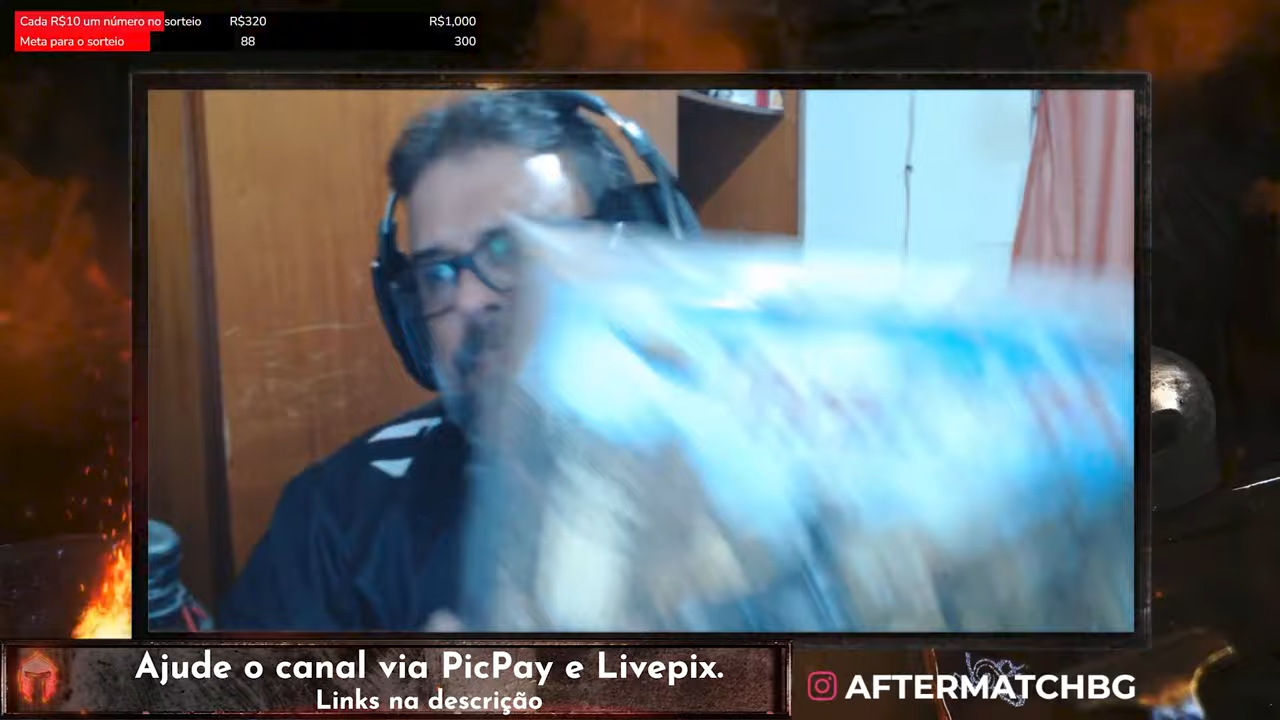 Cada R$10 um número no sorteio R$320 R$1,000
Meta para o sorteio 88 300
Ajude o canal via PicPay e Livepix.
Links na descrição
AFTERMATCHBG